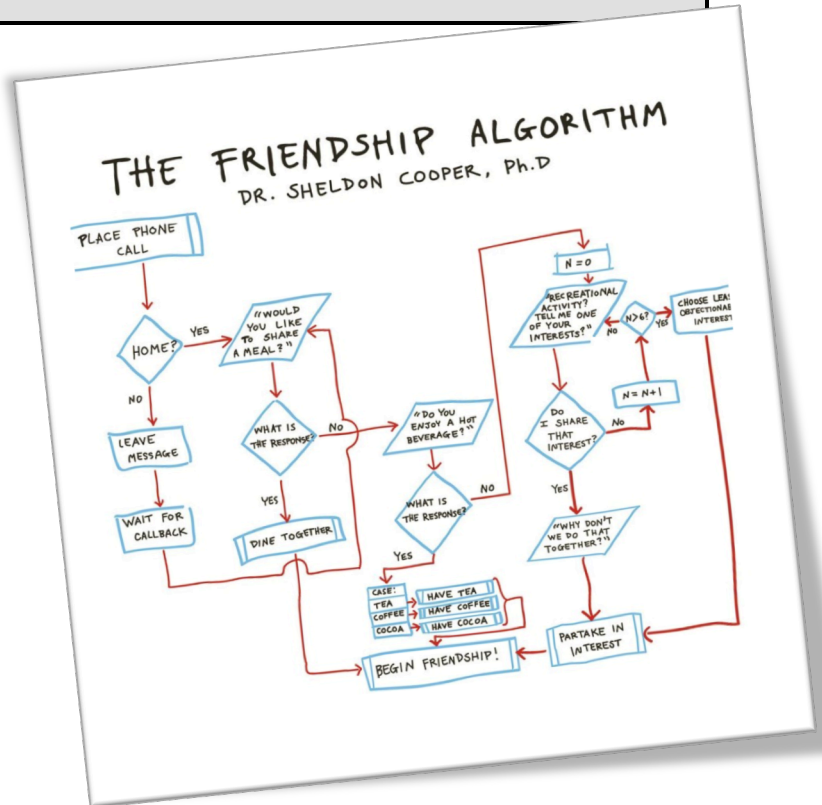 THE FRIENDSHIP ALGORITHM
DR. SHELDON COOPER, Ph.D
PLACE PHONE
CALL
HOME?
YES
NO
LEAVE
MESSAGE
WAIT FOR
CALLBACK
"WOULD
YOU LIKE
TO SHARE
A MEAL?"
WHAT IS
THE RESPONSE?
NO
YES
DINE TOGETHER
"DO YOU
ENJOY A HOT
BEVERAGE?"
WHAT IS
THE RESPONSE?
NO
YES
CASE:
TEA
COFFEE
COCOA
HAVE TEA
HAVE COFFEE
HAVE COCOA
BEGIN FRIENDSHIP!
N=0
"RECREATIONAL
ACTIVITY?
TELL ME ONE
OF YOUR
INTERESTS?"
NO
N>6?
YES
CHOOSE
INTEREST
N=N+1
DO
I SHARE
THAT
INTEREST?
NO
YES
"WHY DON'T
WE DO THAT
TOGETHER?"
PARTAKE IN
INTEREST